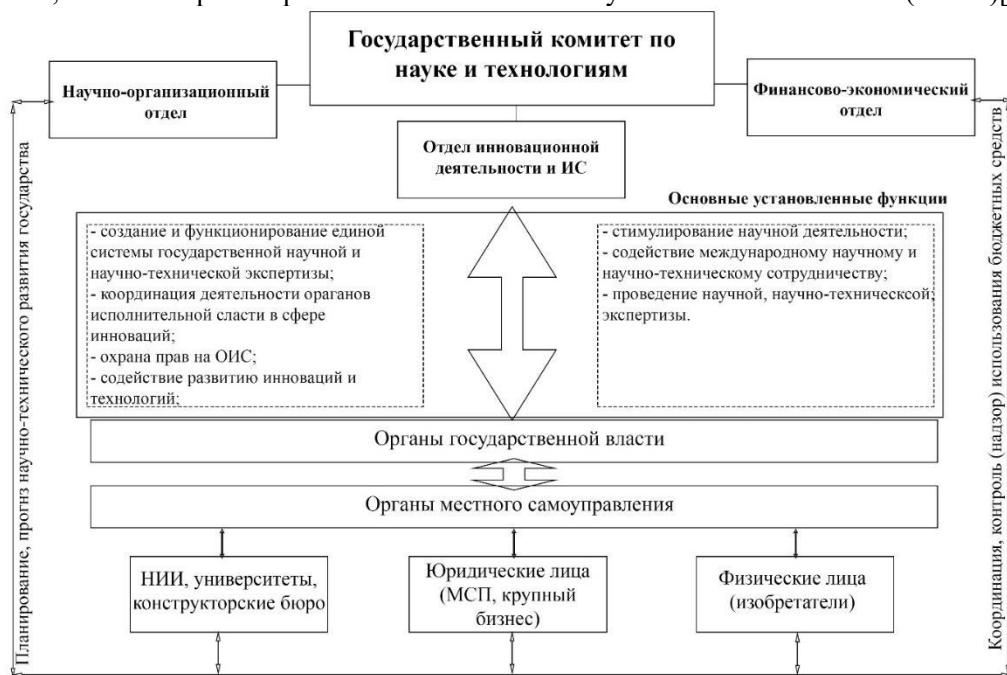 Государственный комитет по
науке и технологиям
Научно-организационный
отдел
Финансово-экономический
отдел
Отдел инновационной
деятельности и ИС
Основные установленные функции
- создание и функционирование единой
системы государственной научной и
научно-технической экспертизы;
- координация деятельности ораганов
исполнительной сласти в сфере
инноваций;
- охрана прав на ОИС;
- содействие развитию инноваций и
технологий;
- стимулирование научной деятельности;
- содействие международному научному и
научно-техническому сотрудничеству;
- проведение научной, научно-техническсой;
экспертизы.
Органы государственной власти
Органы местного самоуправления
НИИ, университеты,
конструкторские бюро
Юридические лица
(МСП, крупный
бизнес)
Физические лица
(изобретатели)
Планирование, прогнз научно-технического развития государства
Координация, контроль (надзор) использования бюджетных средств